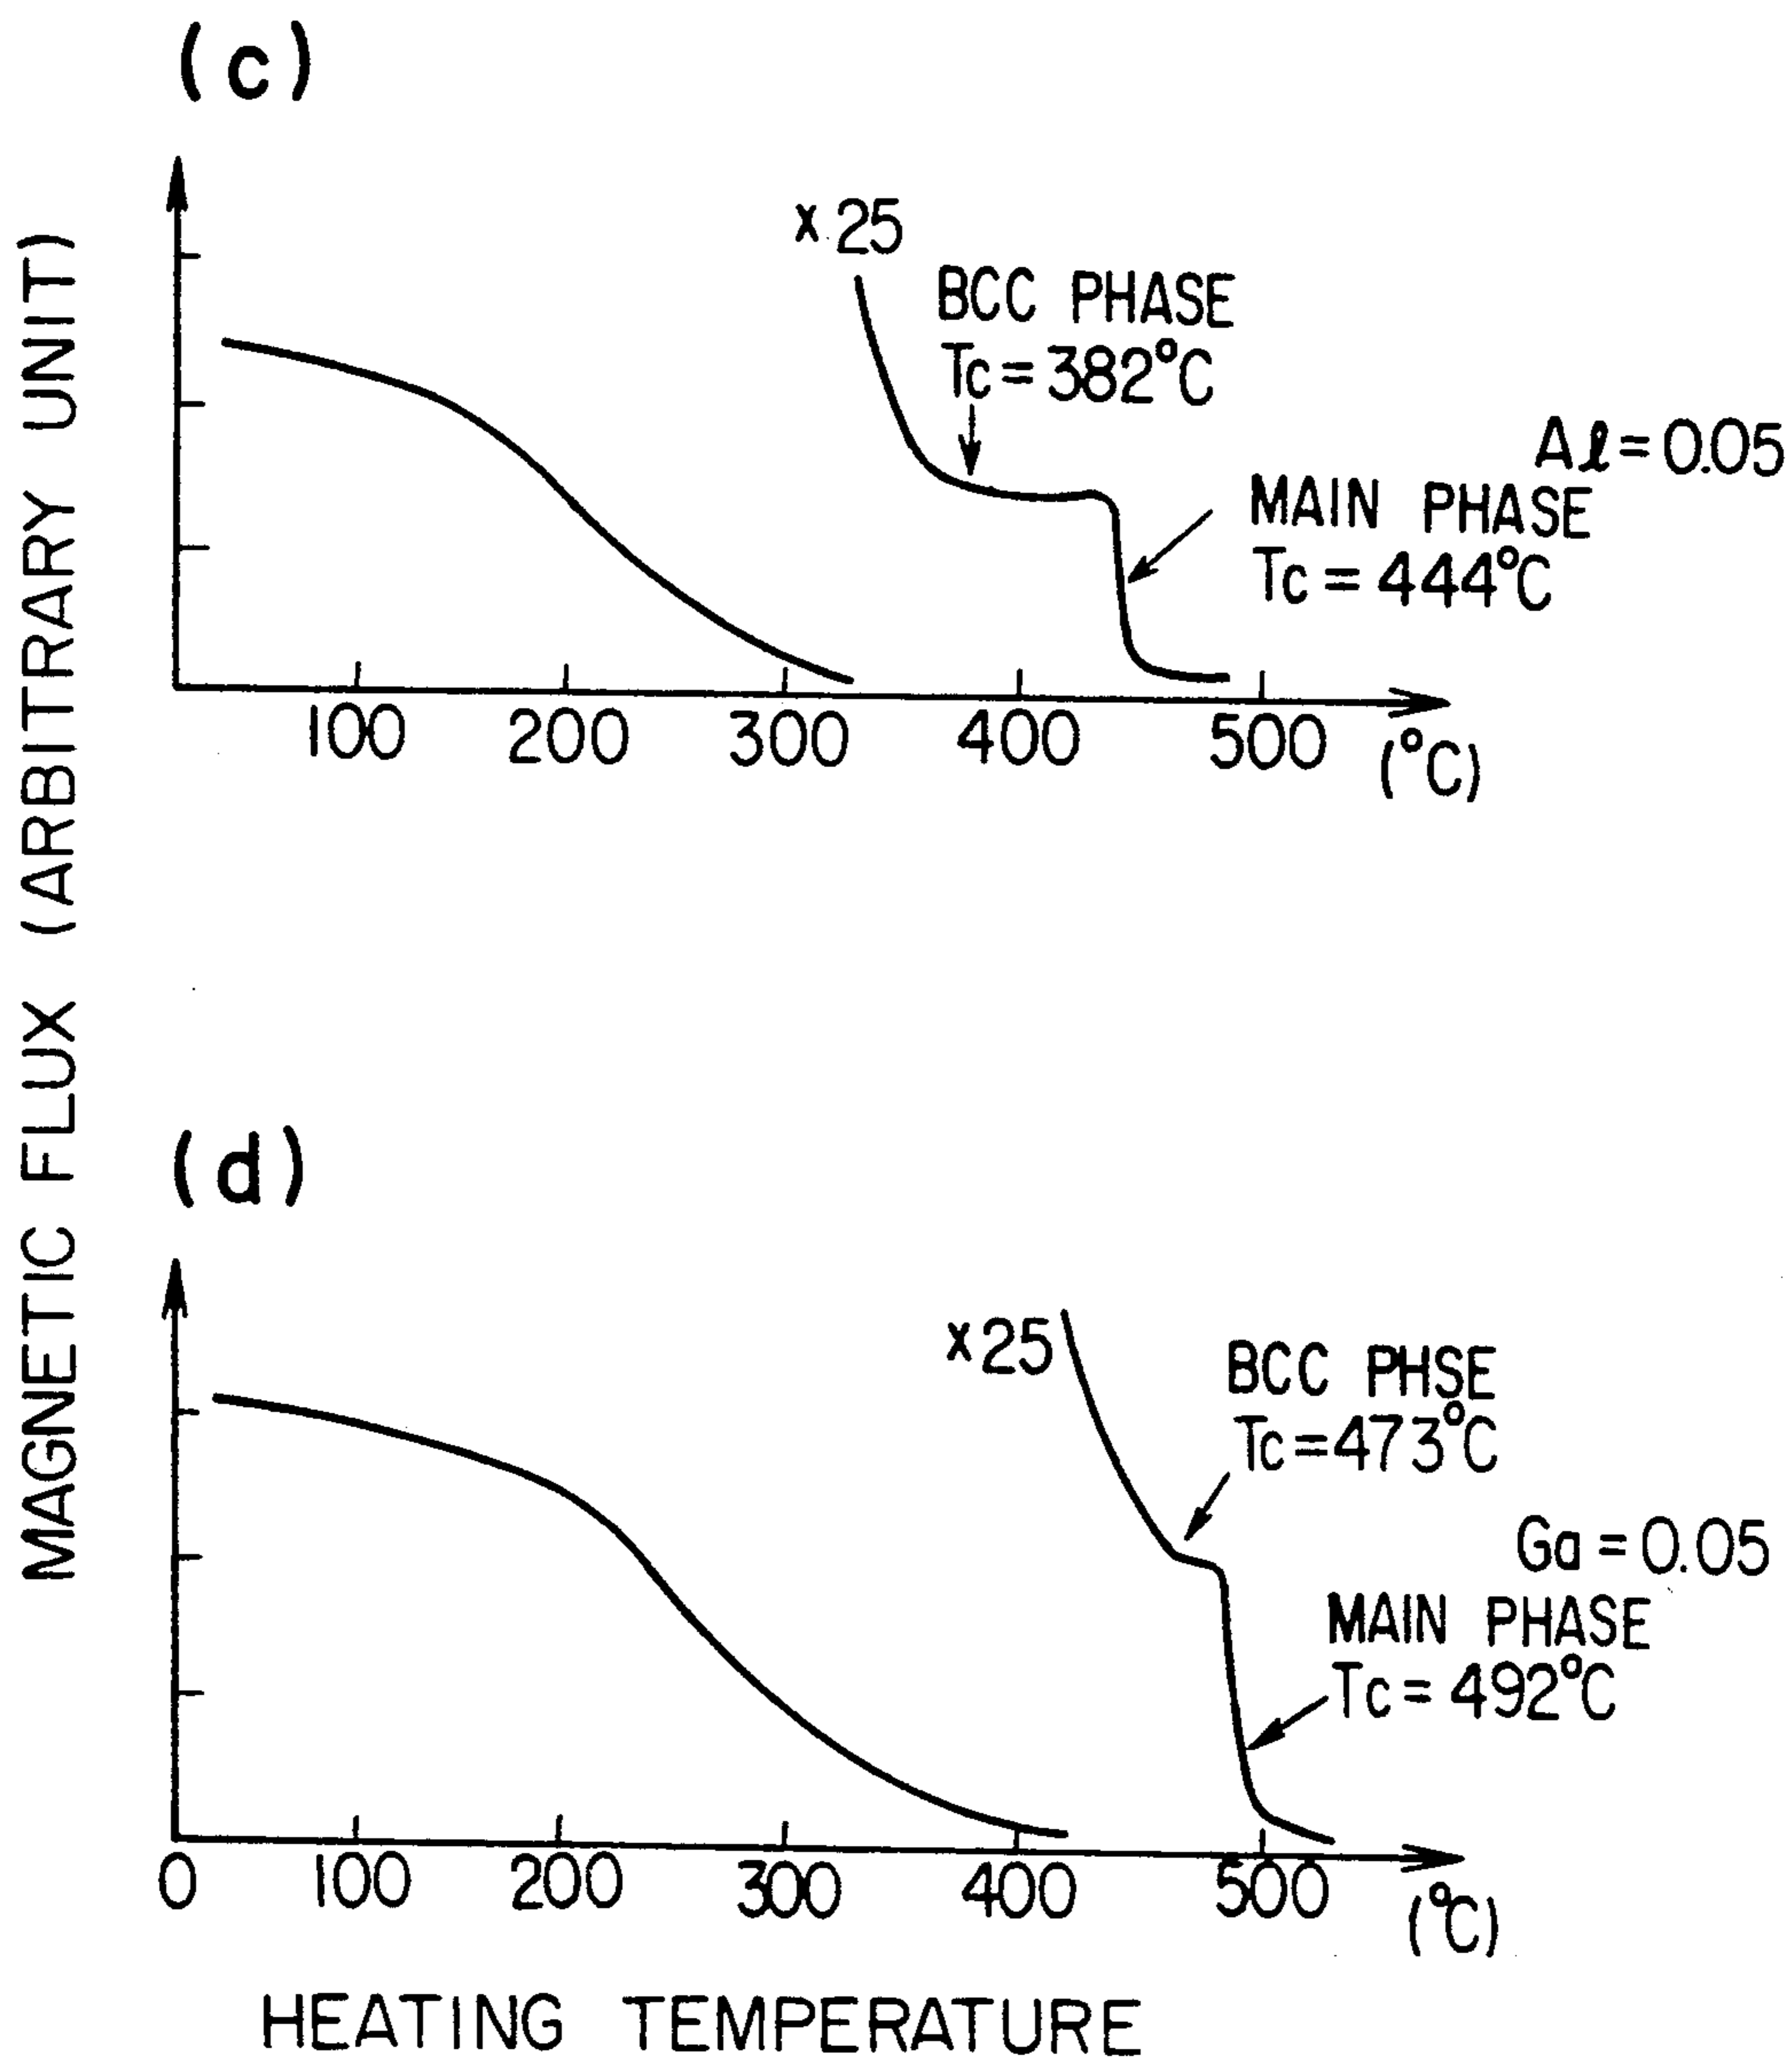 (c)
MAGNETIC FLUX (ARBITRARY UNIT)
x 25
BCC PHASE
Tc = 382°C
Al = 0.05
MAIN PHASE
Tc = 444°C
100 200 300 400 500 (°C)
(d)
x25
BCC PHSE
Tc = 473°C
Ga = 0.05
MAIN PHASE
Tc = 492°C
0 100 200 300 400 500 (°C)
HEATING TEMPERATURE